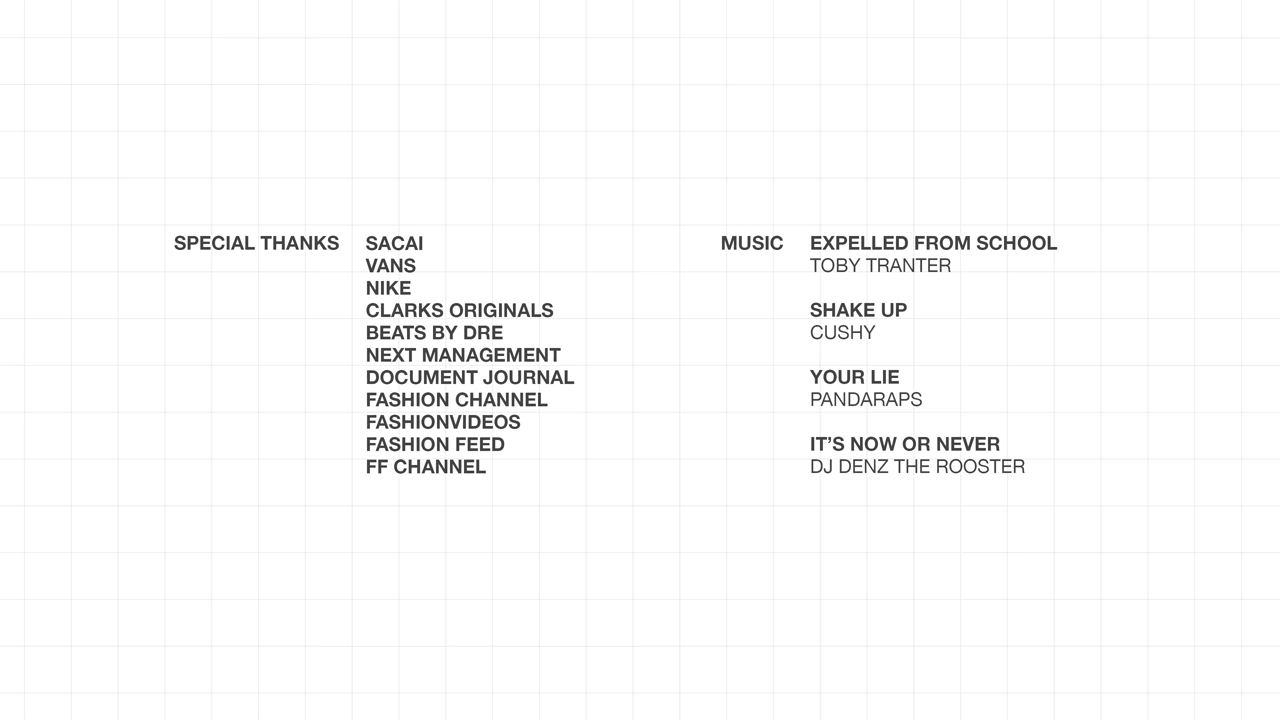 SPECIAL THANKS
SACAI
VANS
NIKE
CLARKS ORIGINALS
BEATS BY DRE
NEXT MANAGEMENT
DOCUMENT JOURNAL
FASHION CHANNEL
FASHIONVIDEOS
FASHION FEED
FF CHANNEL
MUSIC
EXPELLED FROM SCHOOL
TOBY TRANTER
SHAKE UP
CUSHY
YOUR LIE
PANDARAPS
IT’S NOW OR NEVER
DJ DENZ THE ROOSTER